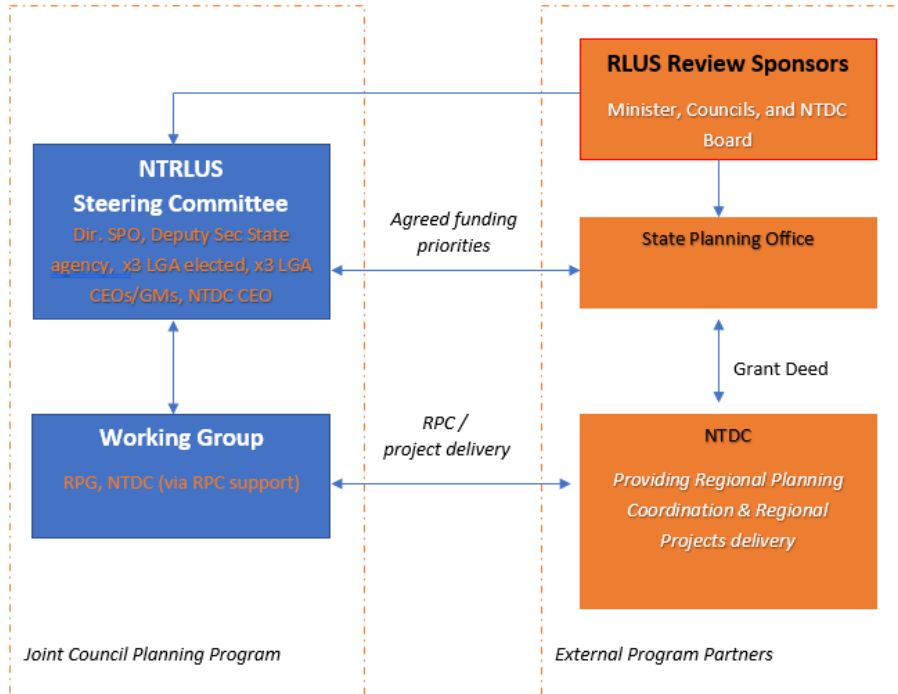 RLUS Review Sponsors
Minister, Councils, and NTDC
Board
NTRLUS
Steering Committee
Dir. SPO, Deputy Sec State
agency, x3 LGA elected, x3 LGA
CEOs/GMs, NTDC CEO
Agreed funding
priorities
State Planning Office
Grant Deed
Working Group
RPG, NTDC (via RPC support)
RPC /
project delivery
NTDC
Providing Regional Planning
Coordination & Regional
Projects delivery
Joint Council Planning Program
External Program Partners